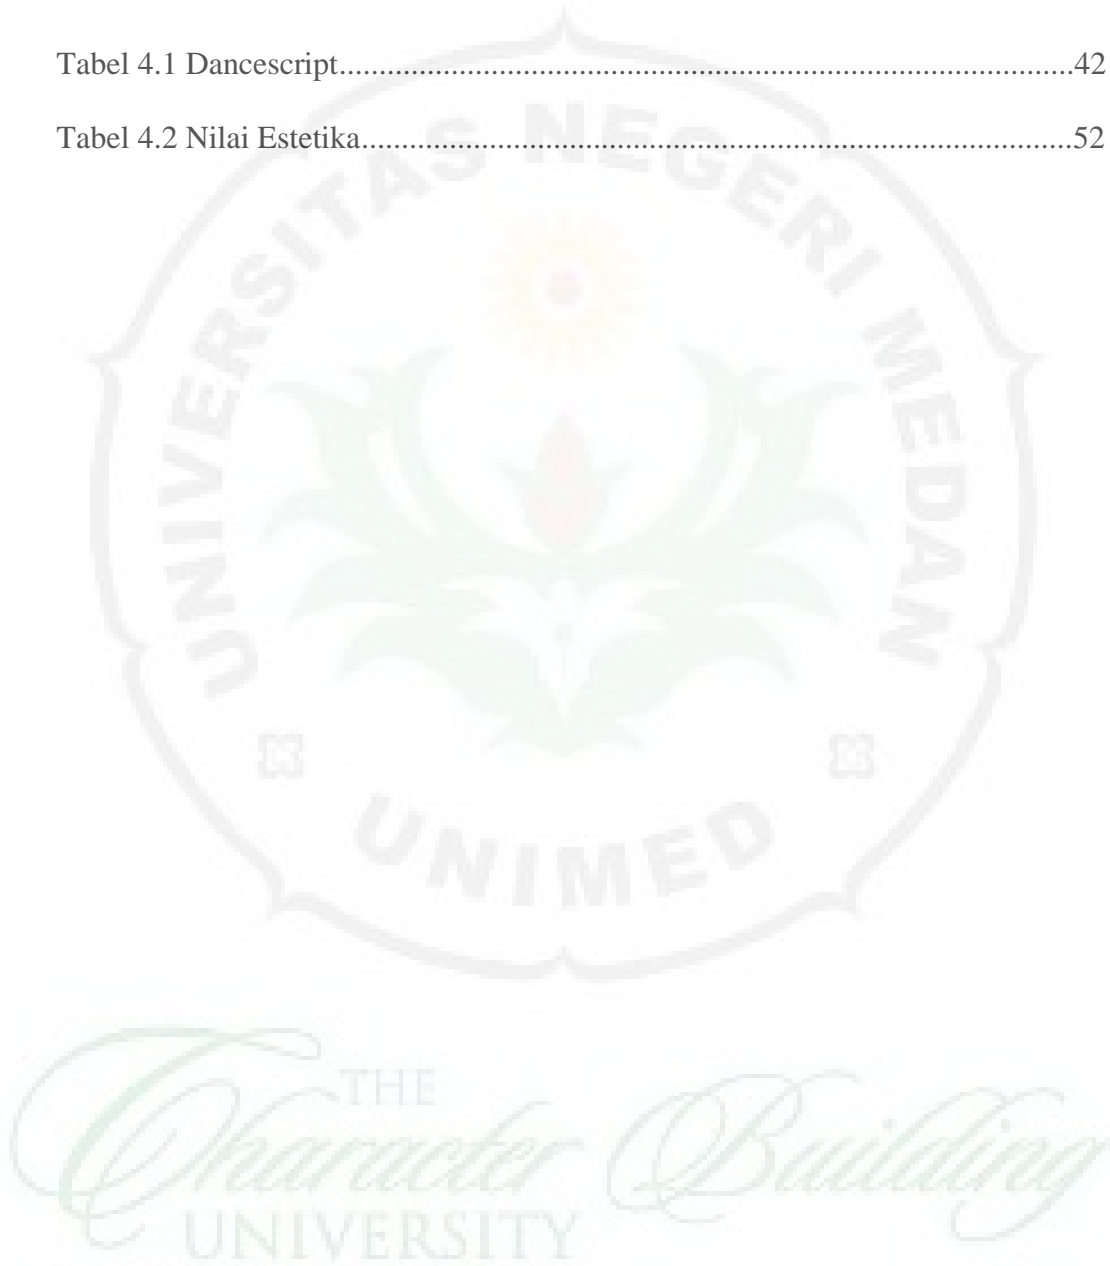 Tabel 4.1 Dancescript...........................................................................................42
Tabel 4.2 Nilai Estetika........................................................................................52
UNIVERSITAS NEGERI MEDAN
UNIMED
THE
Character Building
UNIVERSITY